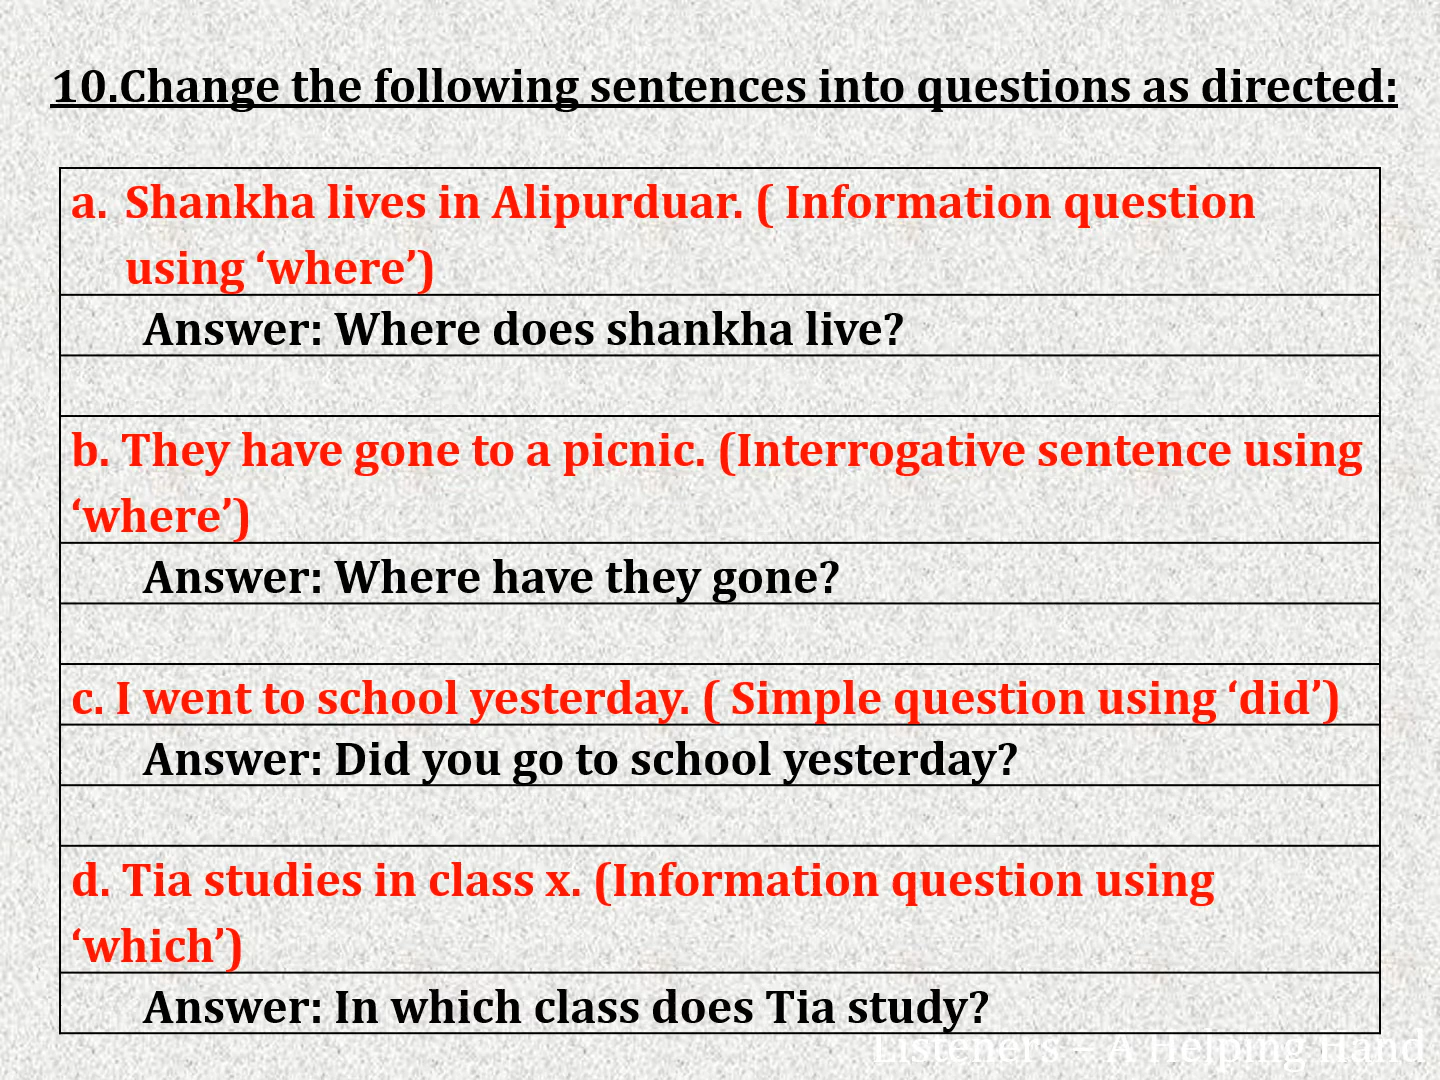 10.Change the following sentences into questions as directed:
a. Shankha lives in Alipurduar. ( Information question
using ‘where’)
Answer: Where does shankha live?
b. They have gone to a picnic. (Interrogative sentence using
‘where’)
Answer: Where have they gone?
c. I went to school yesterday. ( Simple question using ‘did’)
Answer: Did you go to school yesterday?
d. Tia studies in class x. (Information question using
‘which’)
Answer: In which class does Tia study?
Listeners – A Helping Hand